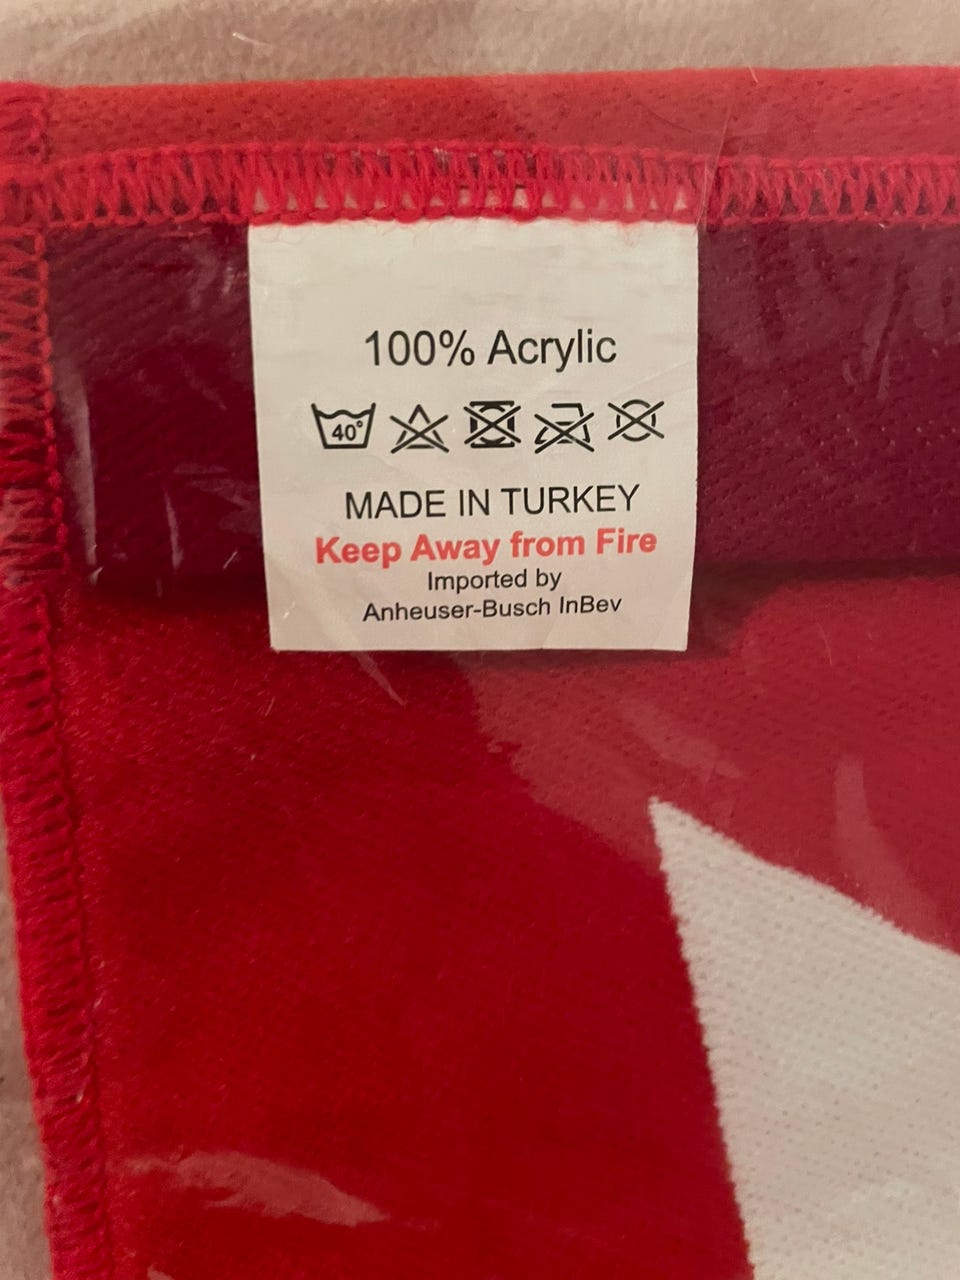 100% Acrylic
40°
MADE IN TURKEY
Keep Away from Fire
Imported by
Anheuser-Busch InBev